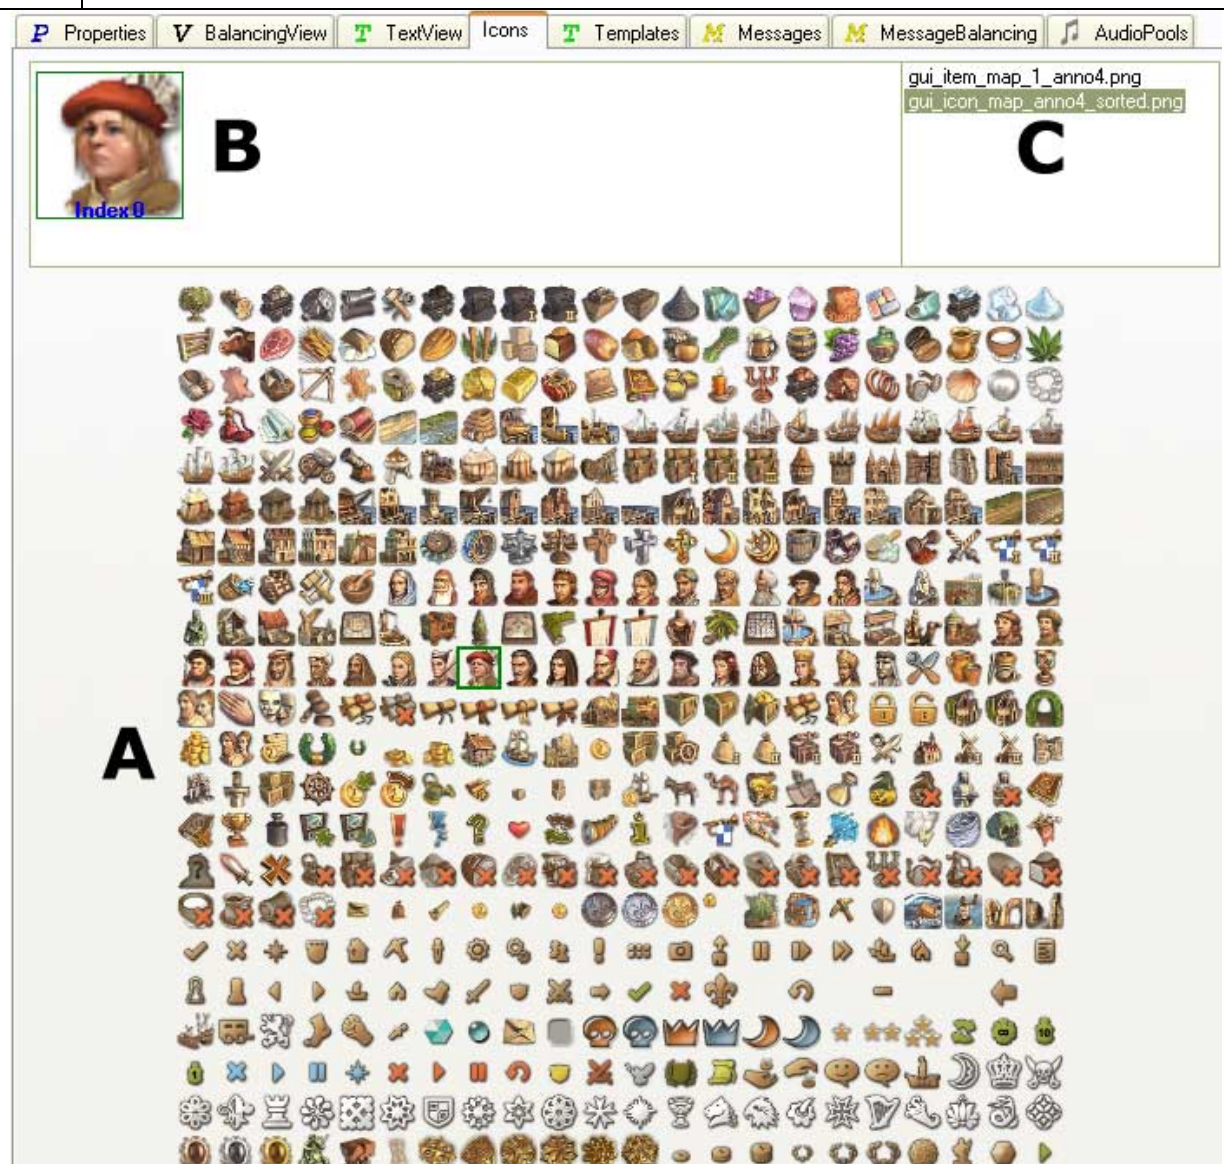 P Properties V BalancingView T TextView Icons T Templates M Messages M MessageBalancing AudioPools
gui_item_map_1_anno4.png
gui_icon_map_anno4_sorted.png
B
C
Index 0
A